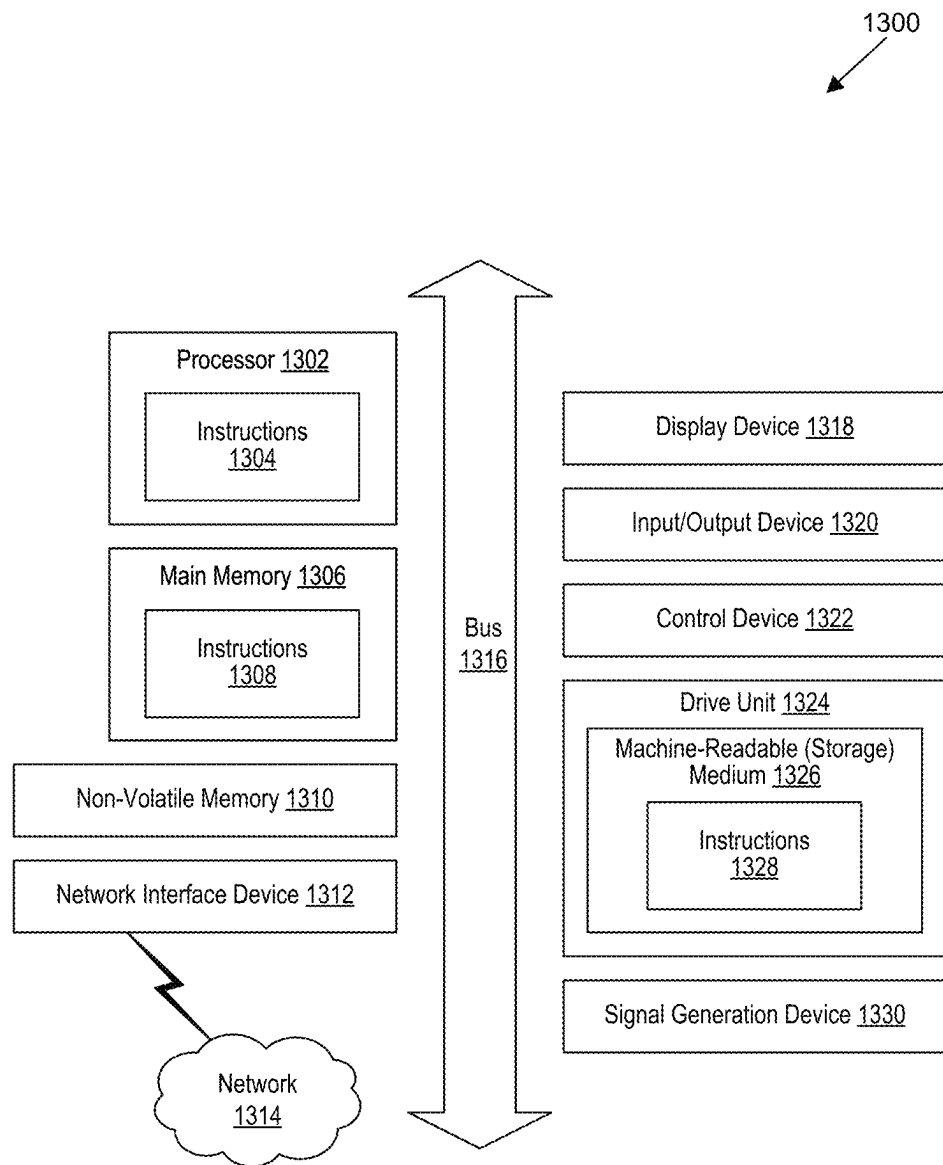 1300
Processor 1302
Instructions
1304
Main Memory 1306
Instructions
1308
Non-Volatile Memory 1310
Network Interface Device 1312
Network
1314
Bus
1316
Display Device 1318
Input/Output Device 1320
Control Device 1322
Drive Unit 1324
Machine-Readable (Storage)
Medium 1326
Instructions
1328
Signal Generation Device 1330